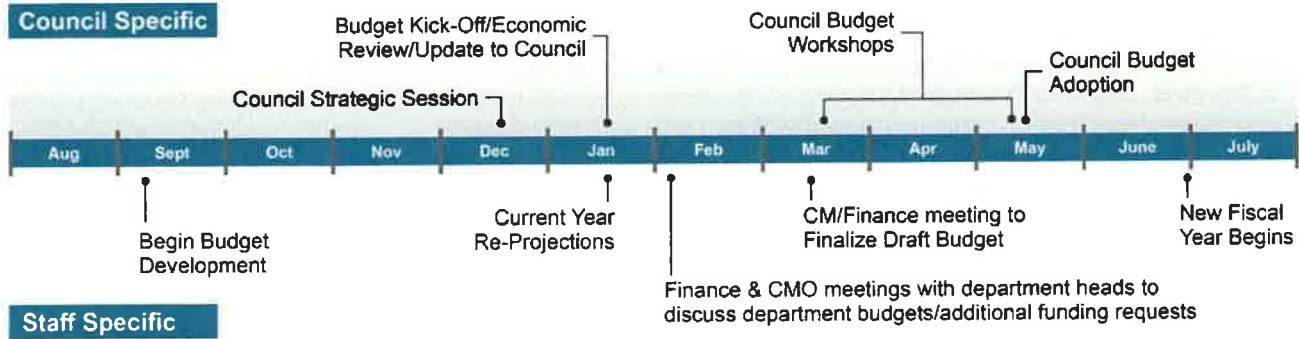 Council Specific
Budget Kick-Off/Economic
Review/Update to Council
Council Budget
Workshops
Council Budget
Adoption
Council Strategic Session
Aug
Sept
Oct
Nov
Dec
Jan
Feb
Mar
Apr
May
June
July
Begin Budget
Development
Current Year
Re-Projections
CM/Finance meeting to
Finalize Draft Budget
New Fiscal
Year Begins
Finance & CMO meetings with department heads to
discuss department budgets/additional funding requests
Staff Specific